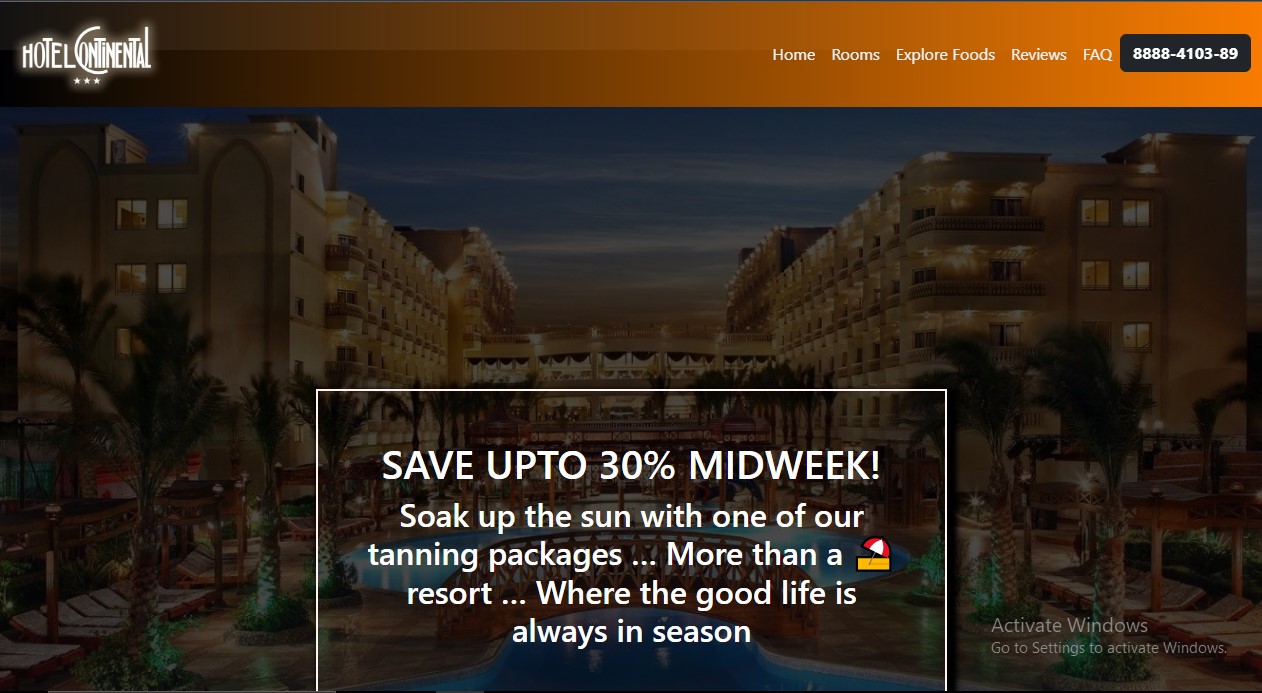 HOTEL CONTINENTAL
Home Rooms Explore Foods Reviews FAQ 8888-4103-89
SAVE UPTO 30% MIDWEEK!
Soak up the sun with one of our
tanning packages ... More than a 🏖
resort ... Where the good life is
always in season
Activate Windows
Go to Settings to activate Windows.